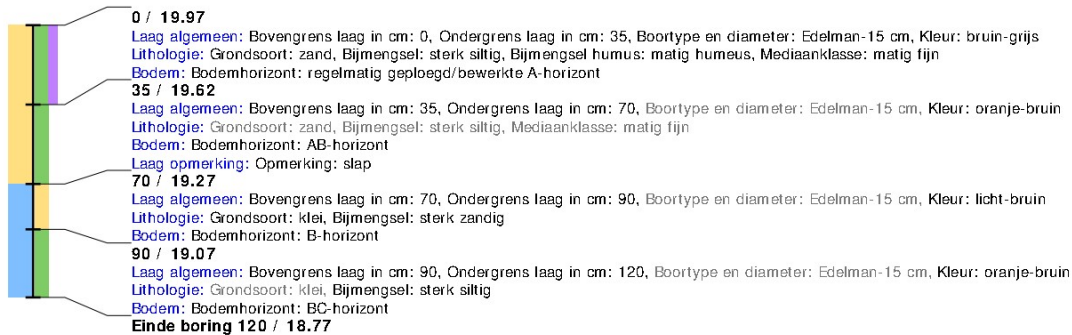 0 / 19.97
Laag algemeen: Bovengrens laag in cm: 0, Ondergrens laag in cm: 35, Boortype en diameter: Edelman-15 cm, Kleur: bruin-grijs
Lithologie: Grondsoort: zand, Bijmengsel: sterk siltig, Bijmengsel humus: matig humeus, Mediaanklasse: matig fijn
Bodem: Bodemhorizont: regelmatig geploegd/bewerkte A-horizont
35 / 19.62
Laag algemeen: Bovengrens laag in cm: 35, Ondergrens laag in cm: 70, Boortype en diameter: Edelman-15 cm, Kleur: oranje-bruin
Lithologie: Grondsoort: zand, Bijmengsel: sterk siltig, Mediaanklasse: matig fijn
Bodem: Bodemhorizont: AB-horizont
Laag opmerking: Opmerking: slap
70 / 19.27
Laag algemeen: Bovengrens laag in cm: 70, Ondergrens laag in cm: 90, Boortype en diameter: Edelman-15 cm, Kleur: licht-bruin
Lithologie: Grondsoort: klei, Bijmengsel: sterk zandig
Bodem: Bodemhorizont: B-horizont
90 / 19.07
Laag algemeen: Bovengrens laag in cm: 90, Ondergrens laag in cm: 120, Boortype en diameter: Edelman-15 cm, Kleur: oranje-bruin
Lithologie: Grondsoort: klei, Bijmengsel: sterk siltig
Bodem: Bodemhorizont: BC-horizont
Einde boring 120 / 18.77